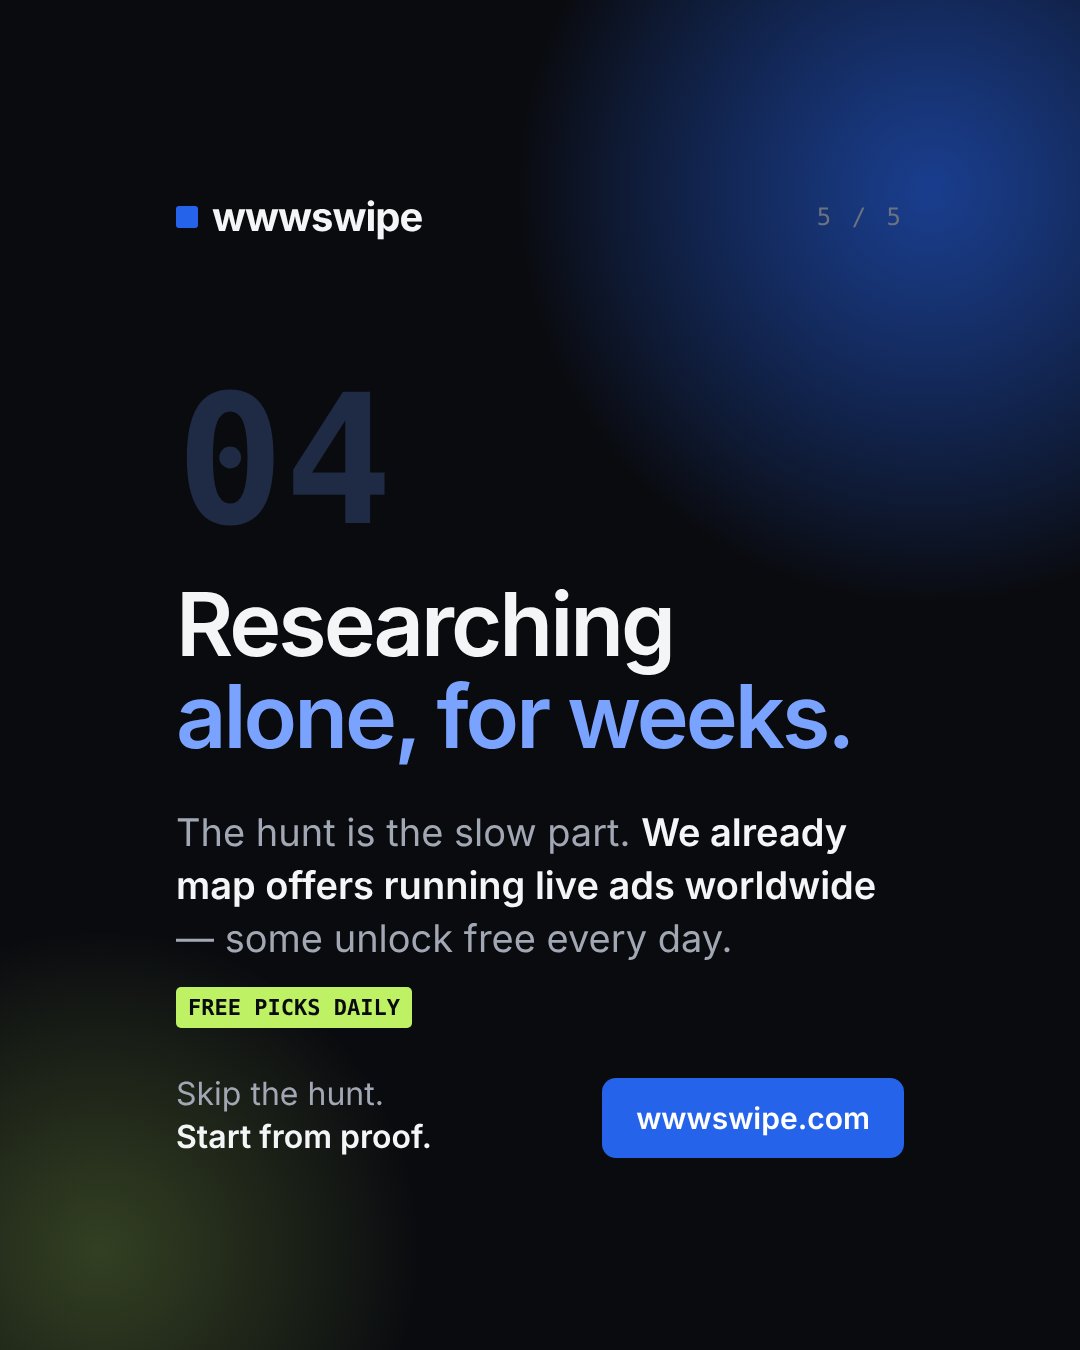 wwwswipe
5 / 5
04
Researching
alone, for weeks.
The hunt is the slow part. We already
map offers running live ads worldwide
— some unlock free every day.
FREE PICKS DAILY
Skip the hunt.
Start from proof.
wwwswipe.com